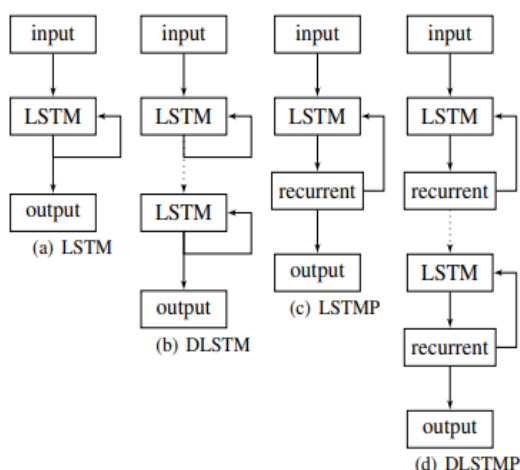 input
LSTM
output
(a) LSTM
input
LSTM
LSTM
output
(b) DLSTM
input
LSTM
recurrent
output
(c) LSTMP
input
LSTM
recurrent
LSTM
recurrent
output
(d) DLSTMP